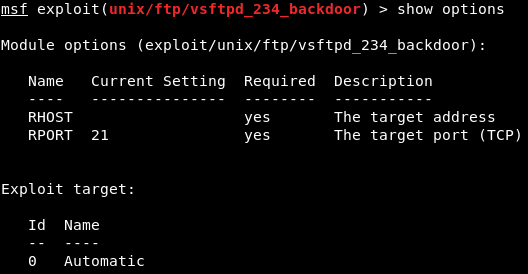 msf exploit(unix/ftp/vsftpd_234_backdoor) > show options
Module options (exploit/unix/ftp/vsftpd_234_backdoor):
Name   Current Setting  Required  Description
----   ---------------  --------  -----------
RHOST                   yes       The target address
RPORT  21               yes       The target port (TCP)
Exploit target:
Id  Name
--  ----
0   Automatic